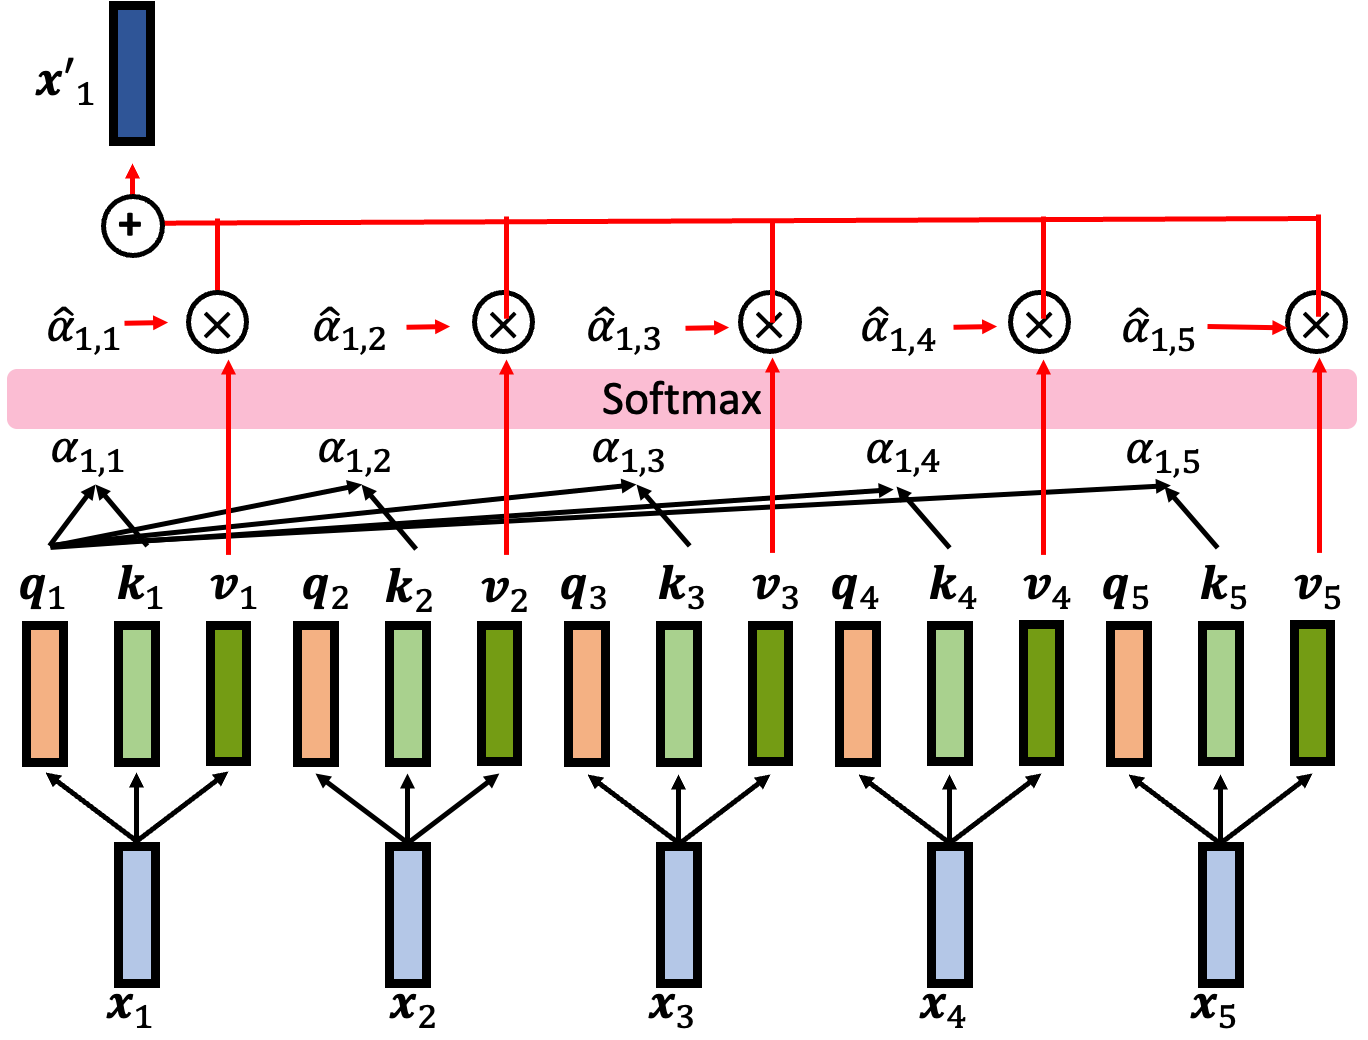 x′₁
+
α̂₁,₁ × α̂₁,₂ × α̂₁,₃ × α̂₁,₄ × α̂₁,₅ ×
Softmax
α₁,₁ α₁,₂ α₁,₃ α₁,₄ α₁,₅
q₁ k₁ v₁ q₂ k₂ v₂ q₃ k₃ v₃ q₄ k₄ v₄ q₅ k₅ v₅
x₁ x₂ x₃ x₄ x₅